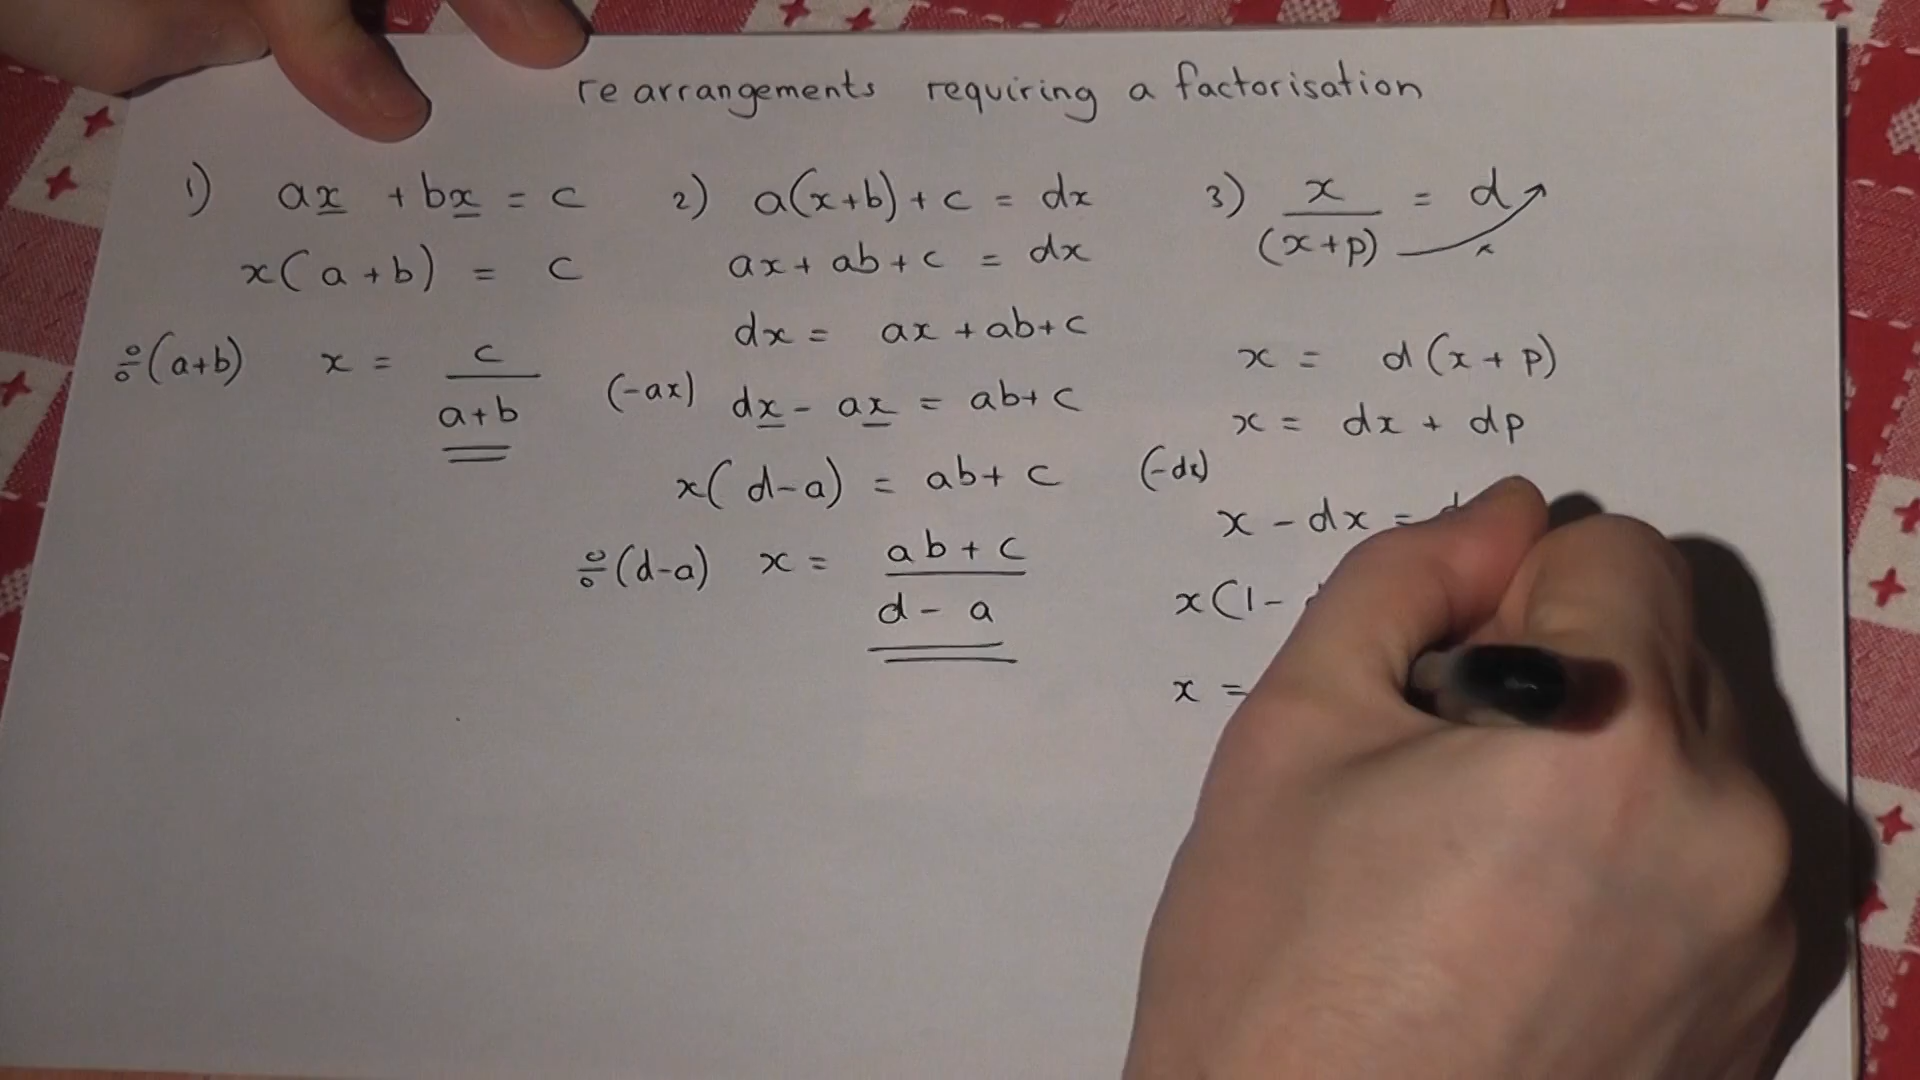 rearrangements requiring a factorisation
1) ax + bx = c
x(a+b) = c
÷(a+b) x = c
a+b
2) a(x+b)+c = dx
ax+ab+c = dx
dx = ax+ab+c
(-ax) dx - ax = ab+c
x(d-a) = ab+c
÷(d-a) x = ab+c
d-a
3) x = d
(x+p) ×
x = d(x+p)
x = dx + dp
(-dx)
x - dx =
x(1-
x =